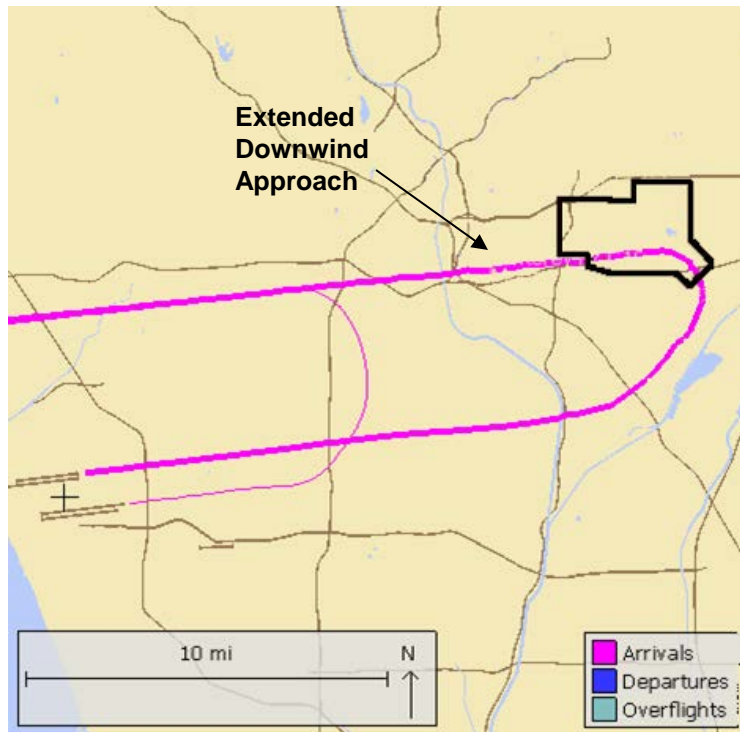 Extended
Downwind
Approach
10 mi
N
Arrivals
Departures
Overflights